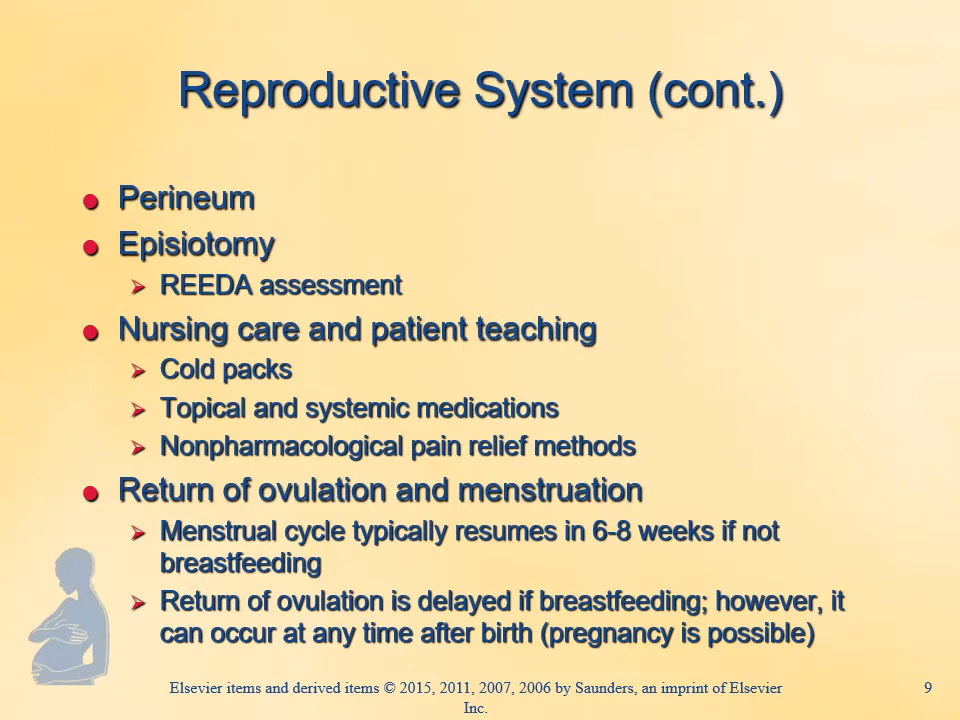 Reproductive System (cont.)
Perineum
Episiotomy
REEDA assessment
Nursing care and patient teaching
Cold packs
Topical and systemic medications
Nonpharmacological pain relief methods
Return of ovulation and menstruation
Menstrual cycle typically resumes in 6-8 weeks if not
breastfeeding
Return of ovulation is delayed if breastfeeding; however, it
can occur at any time after birth (pregnancy is possible)
Elsevier items and derived items © 2015, 2011, 2007, 2006 by Saunders, an imprint of Elsevier
Inc.
9